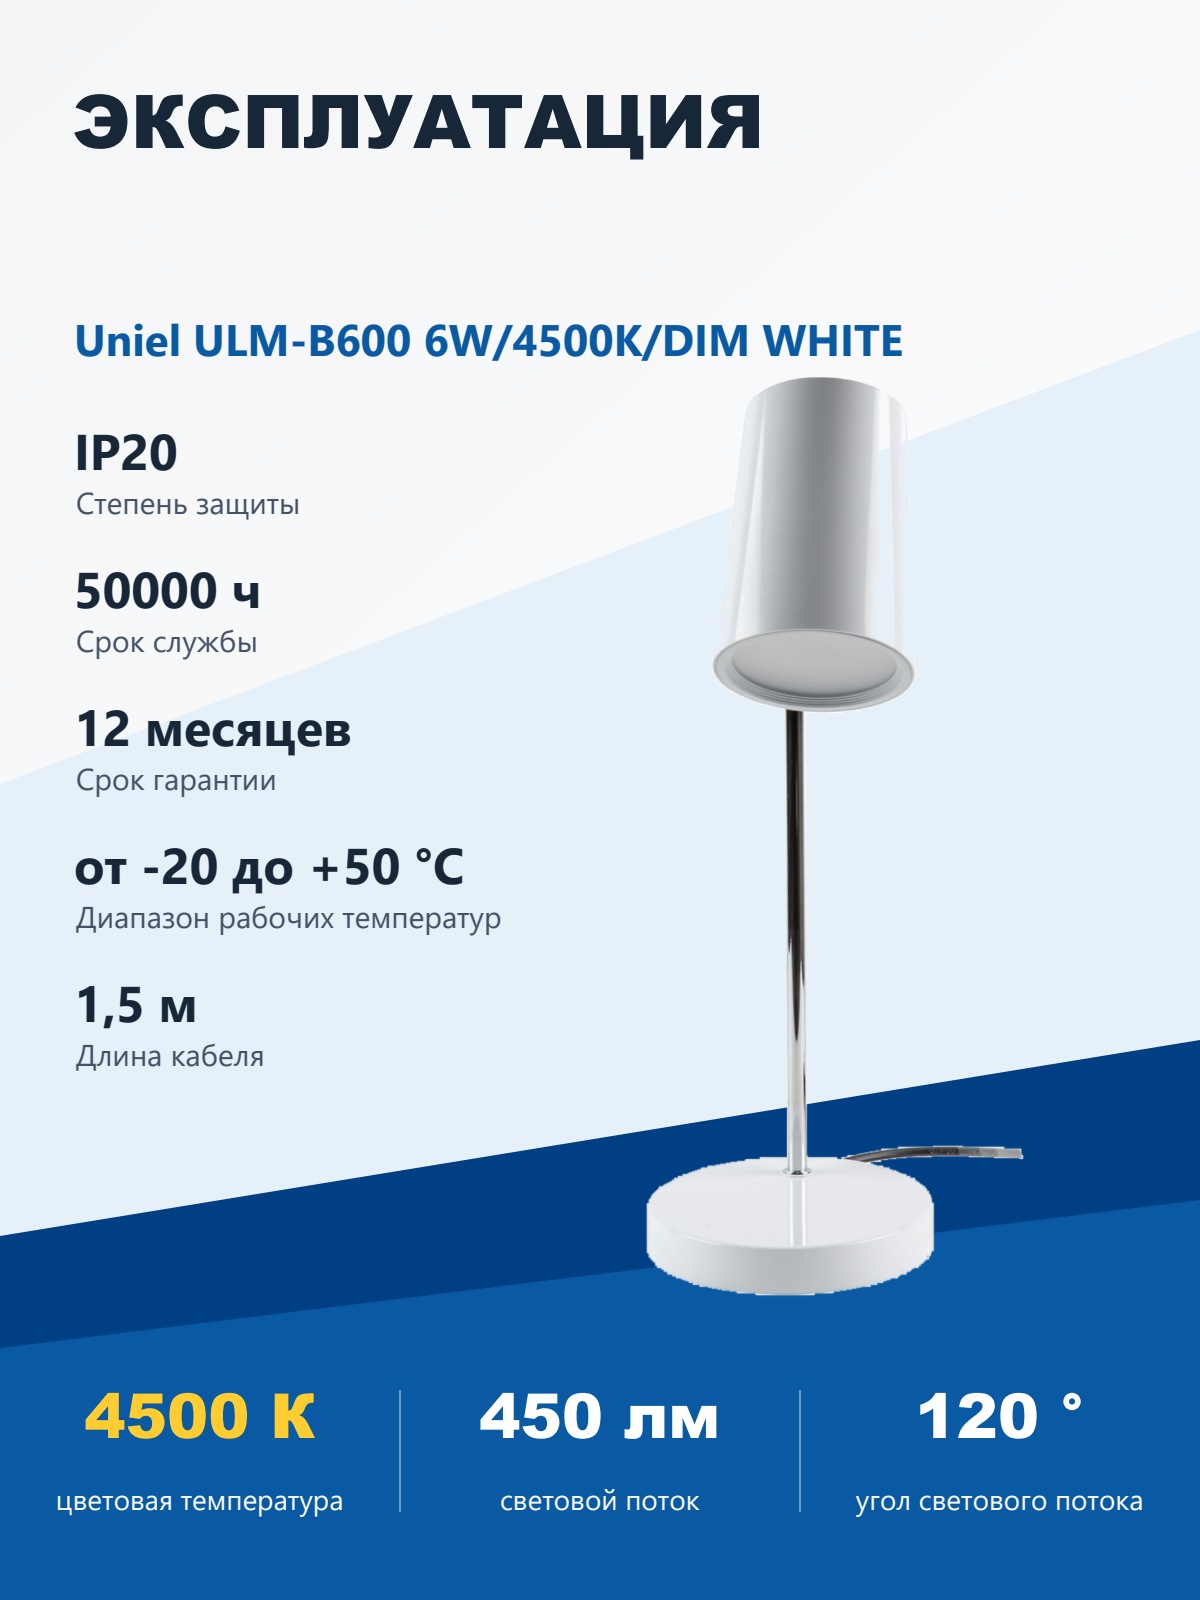 ЭКСПЛУАТАЦИЯ
Uniel ULM-B600 6W/4500K/DIM WHITE
IP20
Степень защиты
50000 ч
Срок службы
12 месяцев
Срок гарантии
от -20 до +50 °C
Диапазон рабочих температур
1,5 м
Длина кабеля
4500 К
цветовая температура
450 лм
световой поток
120 °
угол светового потока